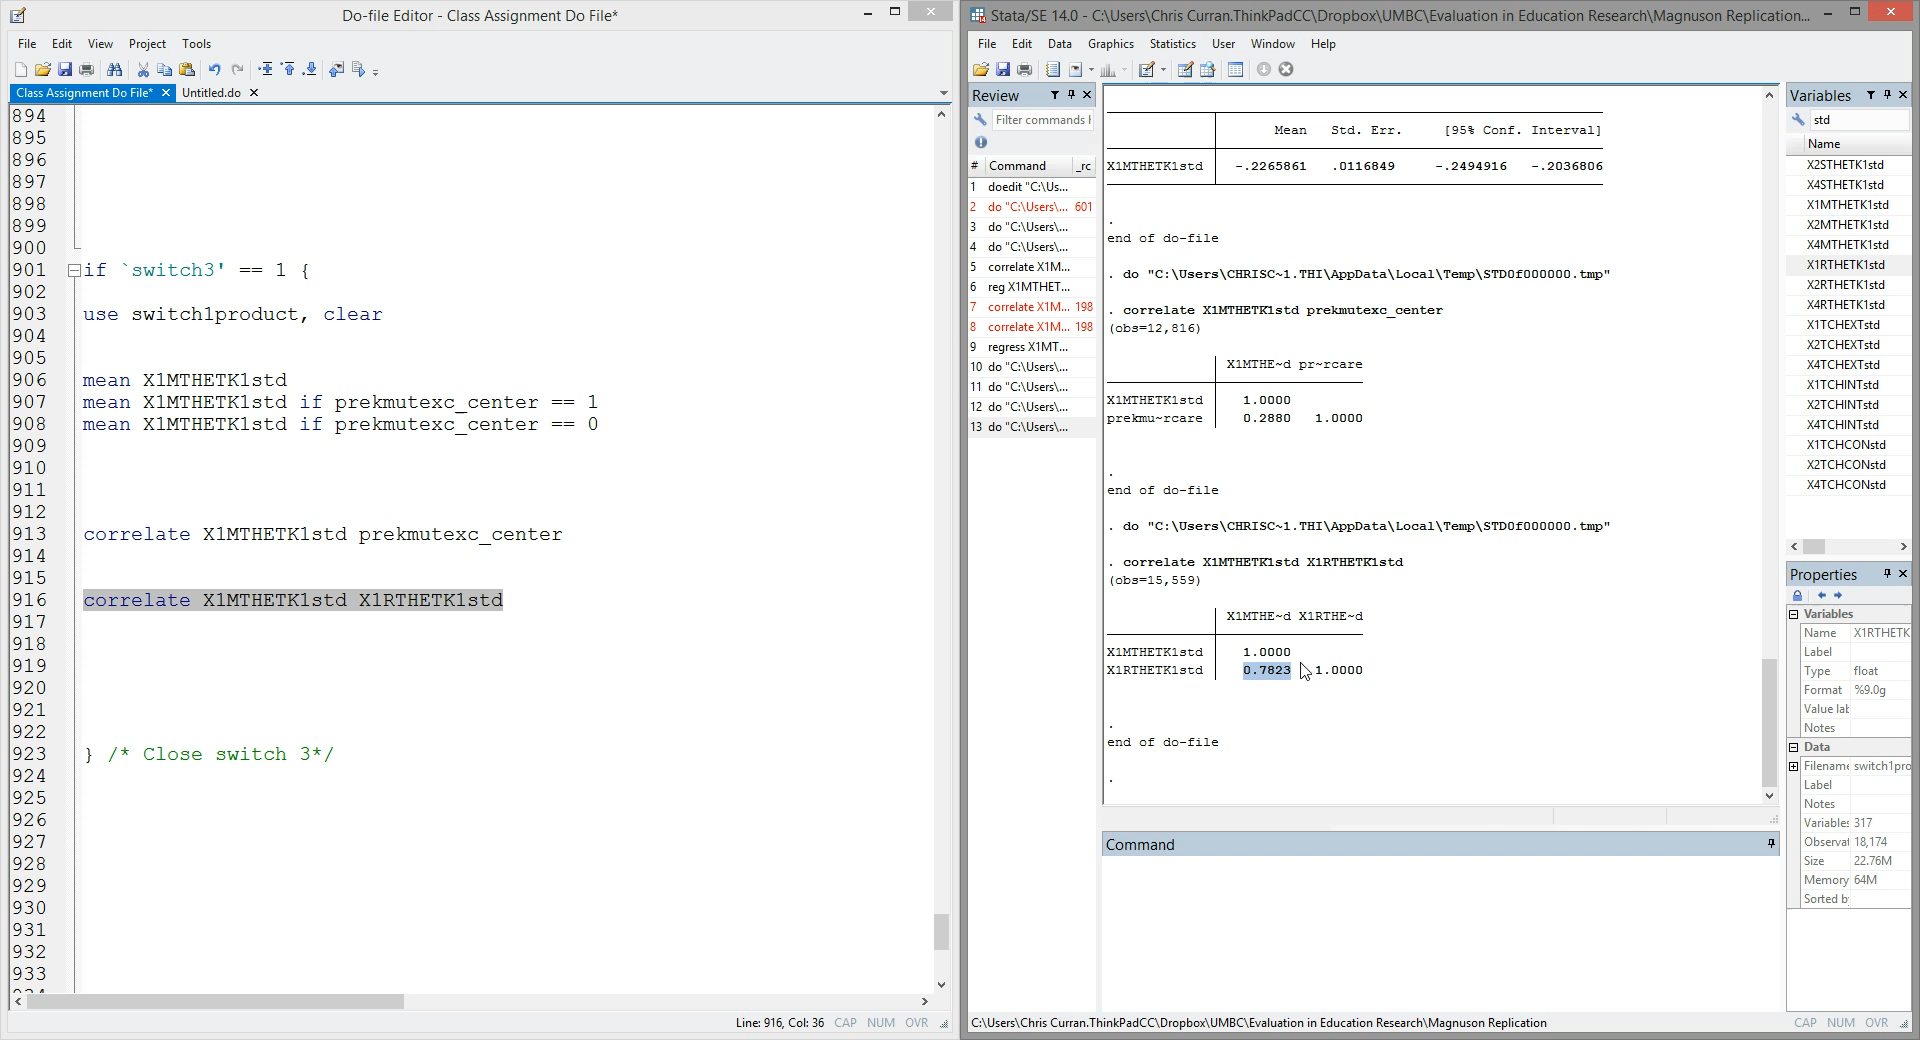 Do-file Editor - Class Assignment Do File*
File Edit View Project Tools
Class Assignment Do File* Untitled.do
894
895
896
897
898
899
900
901 if `switch3' == 1 {
902
903 use switch1product, clear
904
905
906 mean X1MTHETK1std
907 mean X1MTHETK1std if prekmutexc_center == 1
908 mean X1MTHETK1std if prekmutexc_center == 0
909
910
911
912
913 correlate X1MTHETK1std prekmutexc_center
914
915
916 correlate X1MTHETK1std X1RTHETK1std
917
918
919
920
921
922
923 } /* Close switch 3*/
924
925
926
927
928
929
930
931
932
933
Line: 916, Col: 36 CAP NUM OVR
Stata/SE 14.0 - C:\Users\Chris Curran.ThinkPadCC\Dropbox\UMBC\Evaluation in Education Research\Magnuson Replication...
File Edit Data Graphics Statistics User Window Help
Review
Filter commands
# Command _rc
1 doedit "C:\Us...
2 do "C:\Users\... 601
3 do "C:\Users\...
4 do "C:\Users\...
5 correlate X1M...
6 reg X1MTHET...
7 correlate X1M... 198
8 correlate X1M... 198
9 regress X1MT...
10 do "C:\Users\...
11 do "C:\Users\...
12 do "C:\Users\...
13 do "C:\Users\...
Mean Std. Err. [95% Conf. Interval]
X1MTHETK1std -.2265861 .0116849 -.2494916 -.2036806
.
end of do-file
. do "C:\Users\CHRISC~1.THI\AppData\Local\Temp\STD0f000000.tmp"
. correlate X1MTHETK1std prekmutexc_center
(obs=12,816)
X1MTHE~d pr~rcare
X1MTHETK1std 1.0000
prekmu~rcare 0.2880 1.0000
.
end of do-file
. do "C:\Users\CHRISC~1.THI\AppData\Local\Temp\STD0f000000.tmp"
. correlate X1MTHETK1std X1RTHETK1std
(obs=15,559)
X1MTHE~d X1RTHE~d
X1MTHETK1std 1.0000
X1RTHETK1std 0.7823 1.0000
.
end of do-file
.
Command
Variables
std
Name
X2STHETK1std
X4STHETK1std
X1MTHETK1std
X2MTHETK1std
X4MTHETK1std
X1RTHETK1std
X2RTHETK1std
X4RTHETK1std
X1TCHEXTstd
X2TCHEXTstd
X4TCHEXTstd
X1TCHINTstd
X2TCHINTstd
X4TCHINTstd
X1TCHCONstd
X2TCHCONstd
X4TCHCONstd
Properties
Variables
Name X1RTHETK
Label
Type float
Format %9.0g
Value lab
Notes
Data
Filename switch1pro
Label
Notes
Variables 317
Observat 18,174
Size 22.76M
Memory 64M
Sorted by
C:\Users\Chris Curran.ThinkPadCC\Dropbox\UMBC\Evaluation in Education Research\Magnuson Replication
CAP NUM OVR